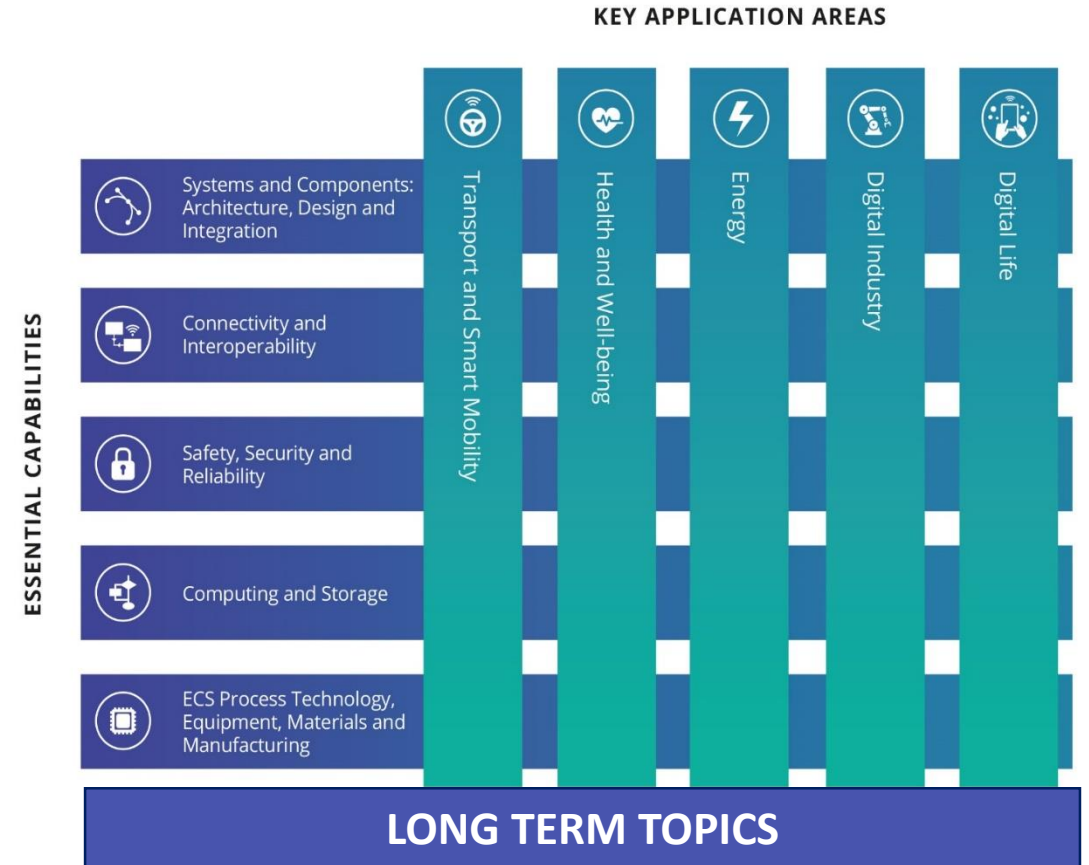 KEY APPLICATION AREAS
Transport and Smart Mobility
Health and Well-being
Energy
Digital Industry
Digital Life
ESSENTIAL CAPABILITIES
Systems and Components:
Architecture, Design and
Integration
Connectivity and
Interoperability
Safety, Security and
Reliability
Computing and Storage
ECS Process Technology,
Equipment, Materials and
Manufacturing
LONG TERM TOPICS